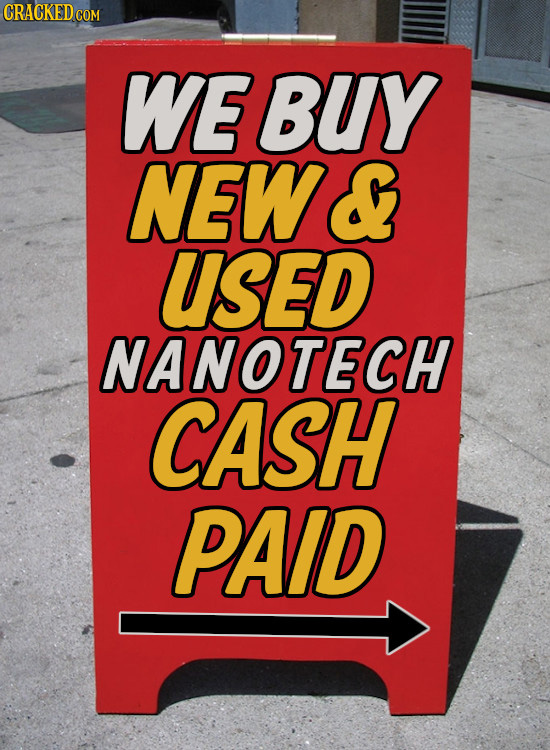 CRACKED.COM
WE BUY
NEW &
USED
NANOTECH
CASH
PAID